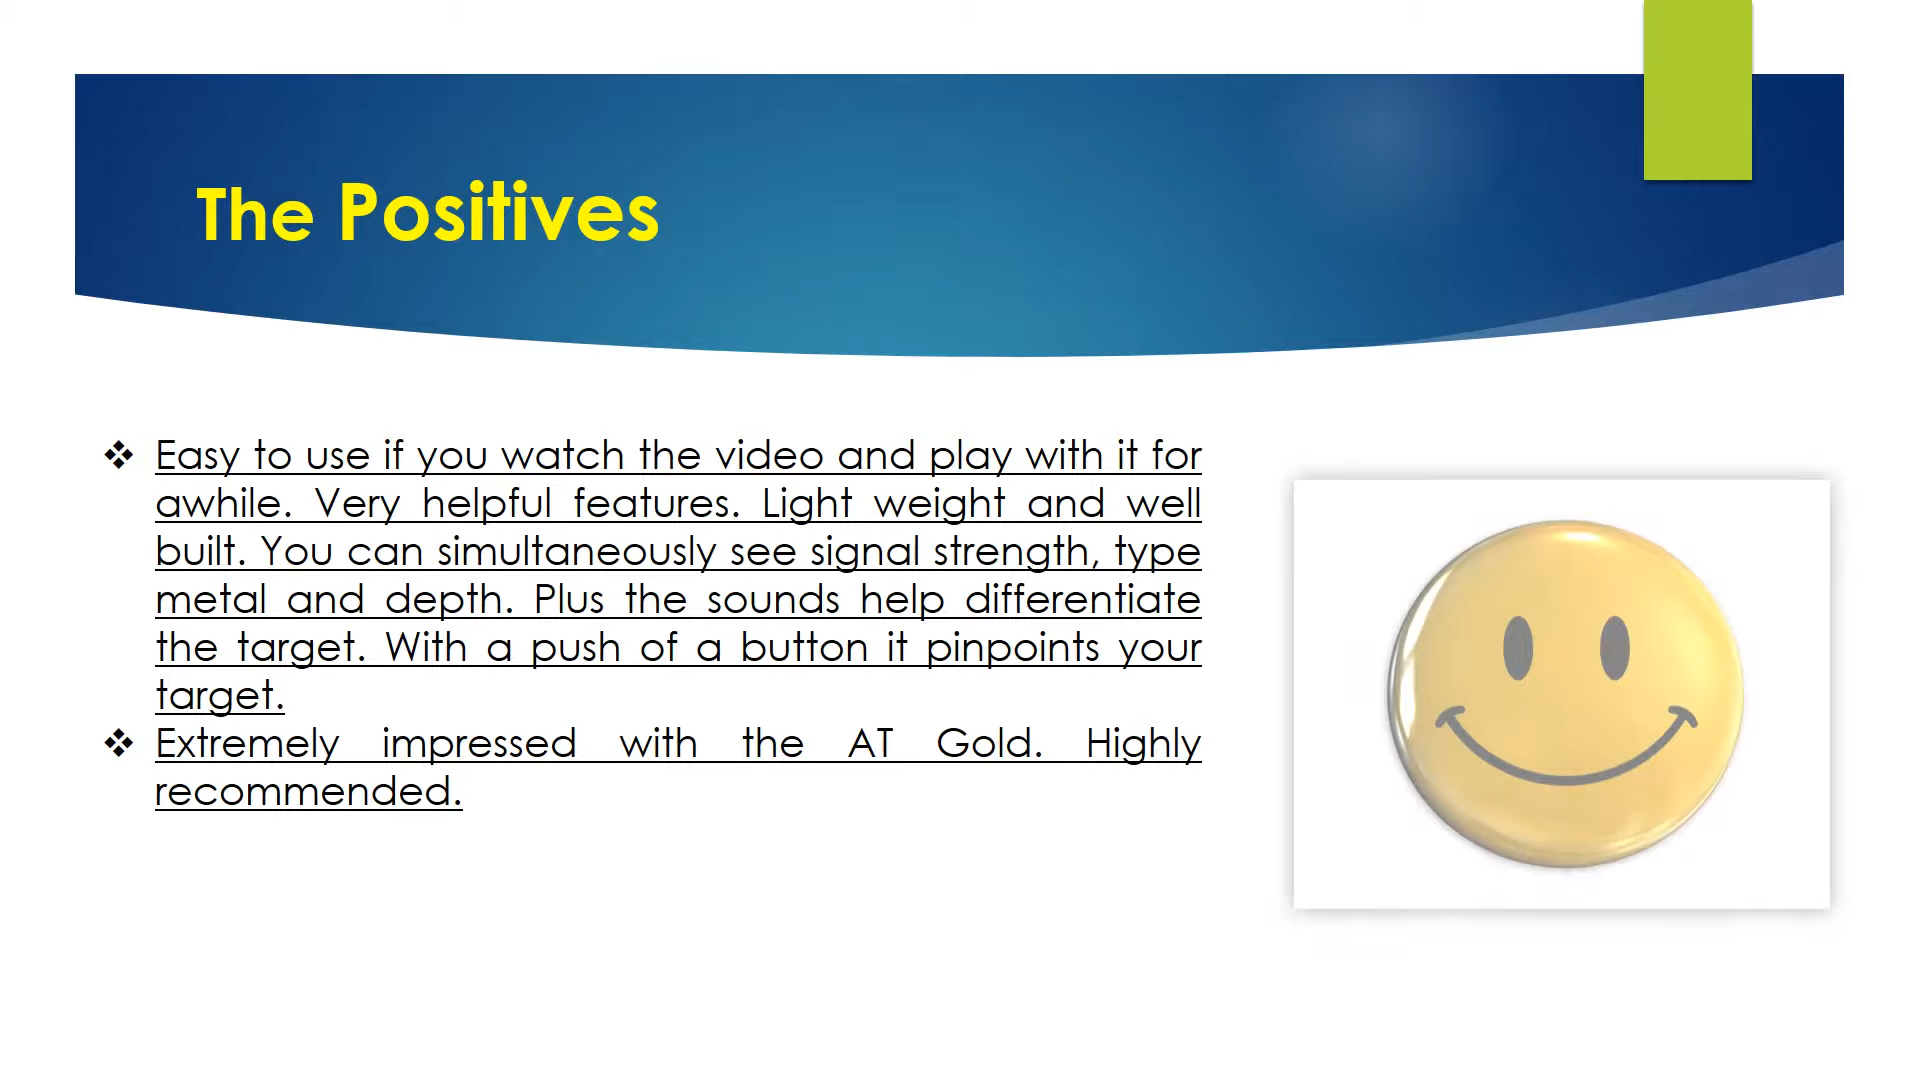 The Positives
Easy to use if you watch the video and play with it for
awhile. Very helpful features. Light weight and well
built. You can simultaneously see signal strength, type
metal and depth. Plus the sounds help differentiate
the target. With a push of a button it pinpoints your
target.
Extremely impressed with the AT Gold. Highly
recommended.